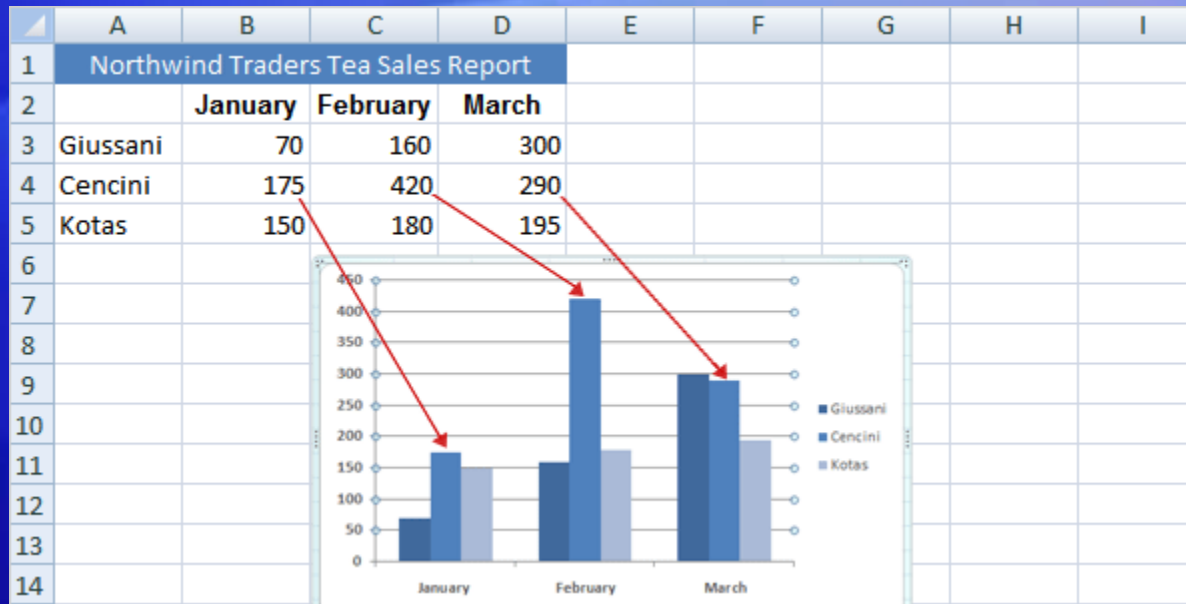 A B C D E F G H I
1 Northwind Traders Tea Sales Report
2 January February March
3 Giussani 70 160 300
4 Cencini 175 420 290
5 Kotas 150 180 195
6
7
8
9
10
11
12
13
14
450
400
350
300
250
200
150
100
50
0
January February March
Giussani
Cencini
Kotas